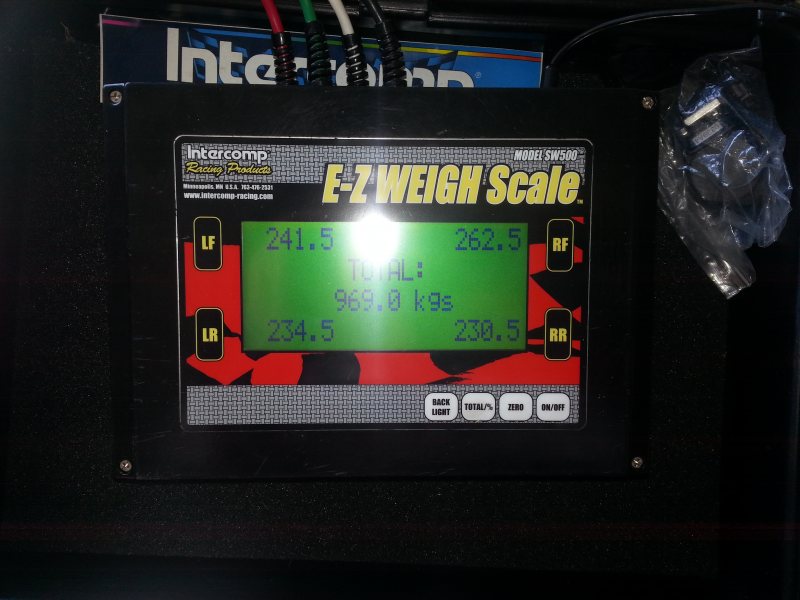 Intercomp®
Intercomp
Racing Products
Minneapolis, MN U.S.A. 763-476-2531
www.intercomp-racing.com
MODEL SW500
E-Z WEIGH Scale™
LF
241.5
262.5
RF
TOTAL:
969.0 kgs
LR
234.5
230.5
RR
BACK
LIGHT
TOTAL/%
ZERO
ON/OFF